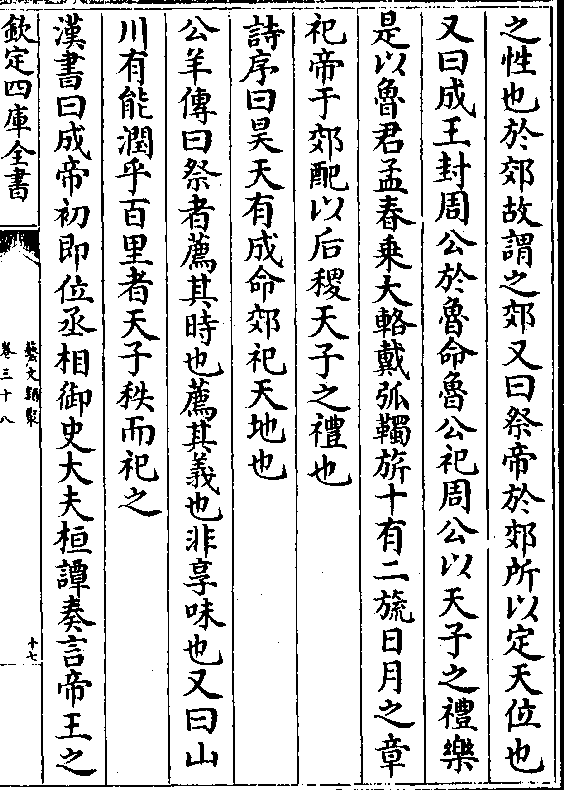 之性也於郊故謂之郊又曰祭帝於郊所以定天位也
又曰成王封周公於魯命魯公祀周公以天子之禮樂
是以魯君孟春乘大輅戴弧韣旂十有二旒日月之章
祀帝于郊配以后稷天子之禮也
詩序曰昊天有成命郊祀天地也
公羊傳曰祭者薦其時也薦其義也非享味也又曰山
川有能潤乎百里者天子秩而祀之
漢書曰成帝初即位丞相御史大夫桓譚奏言帝王之
欽定四庫全書
藝文類聚
卷三十八
十七